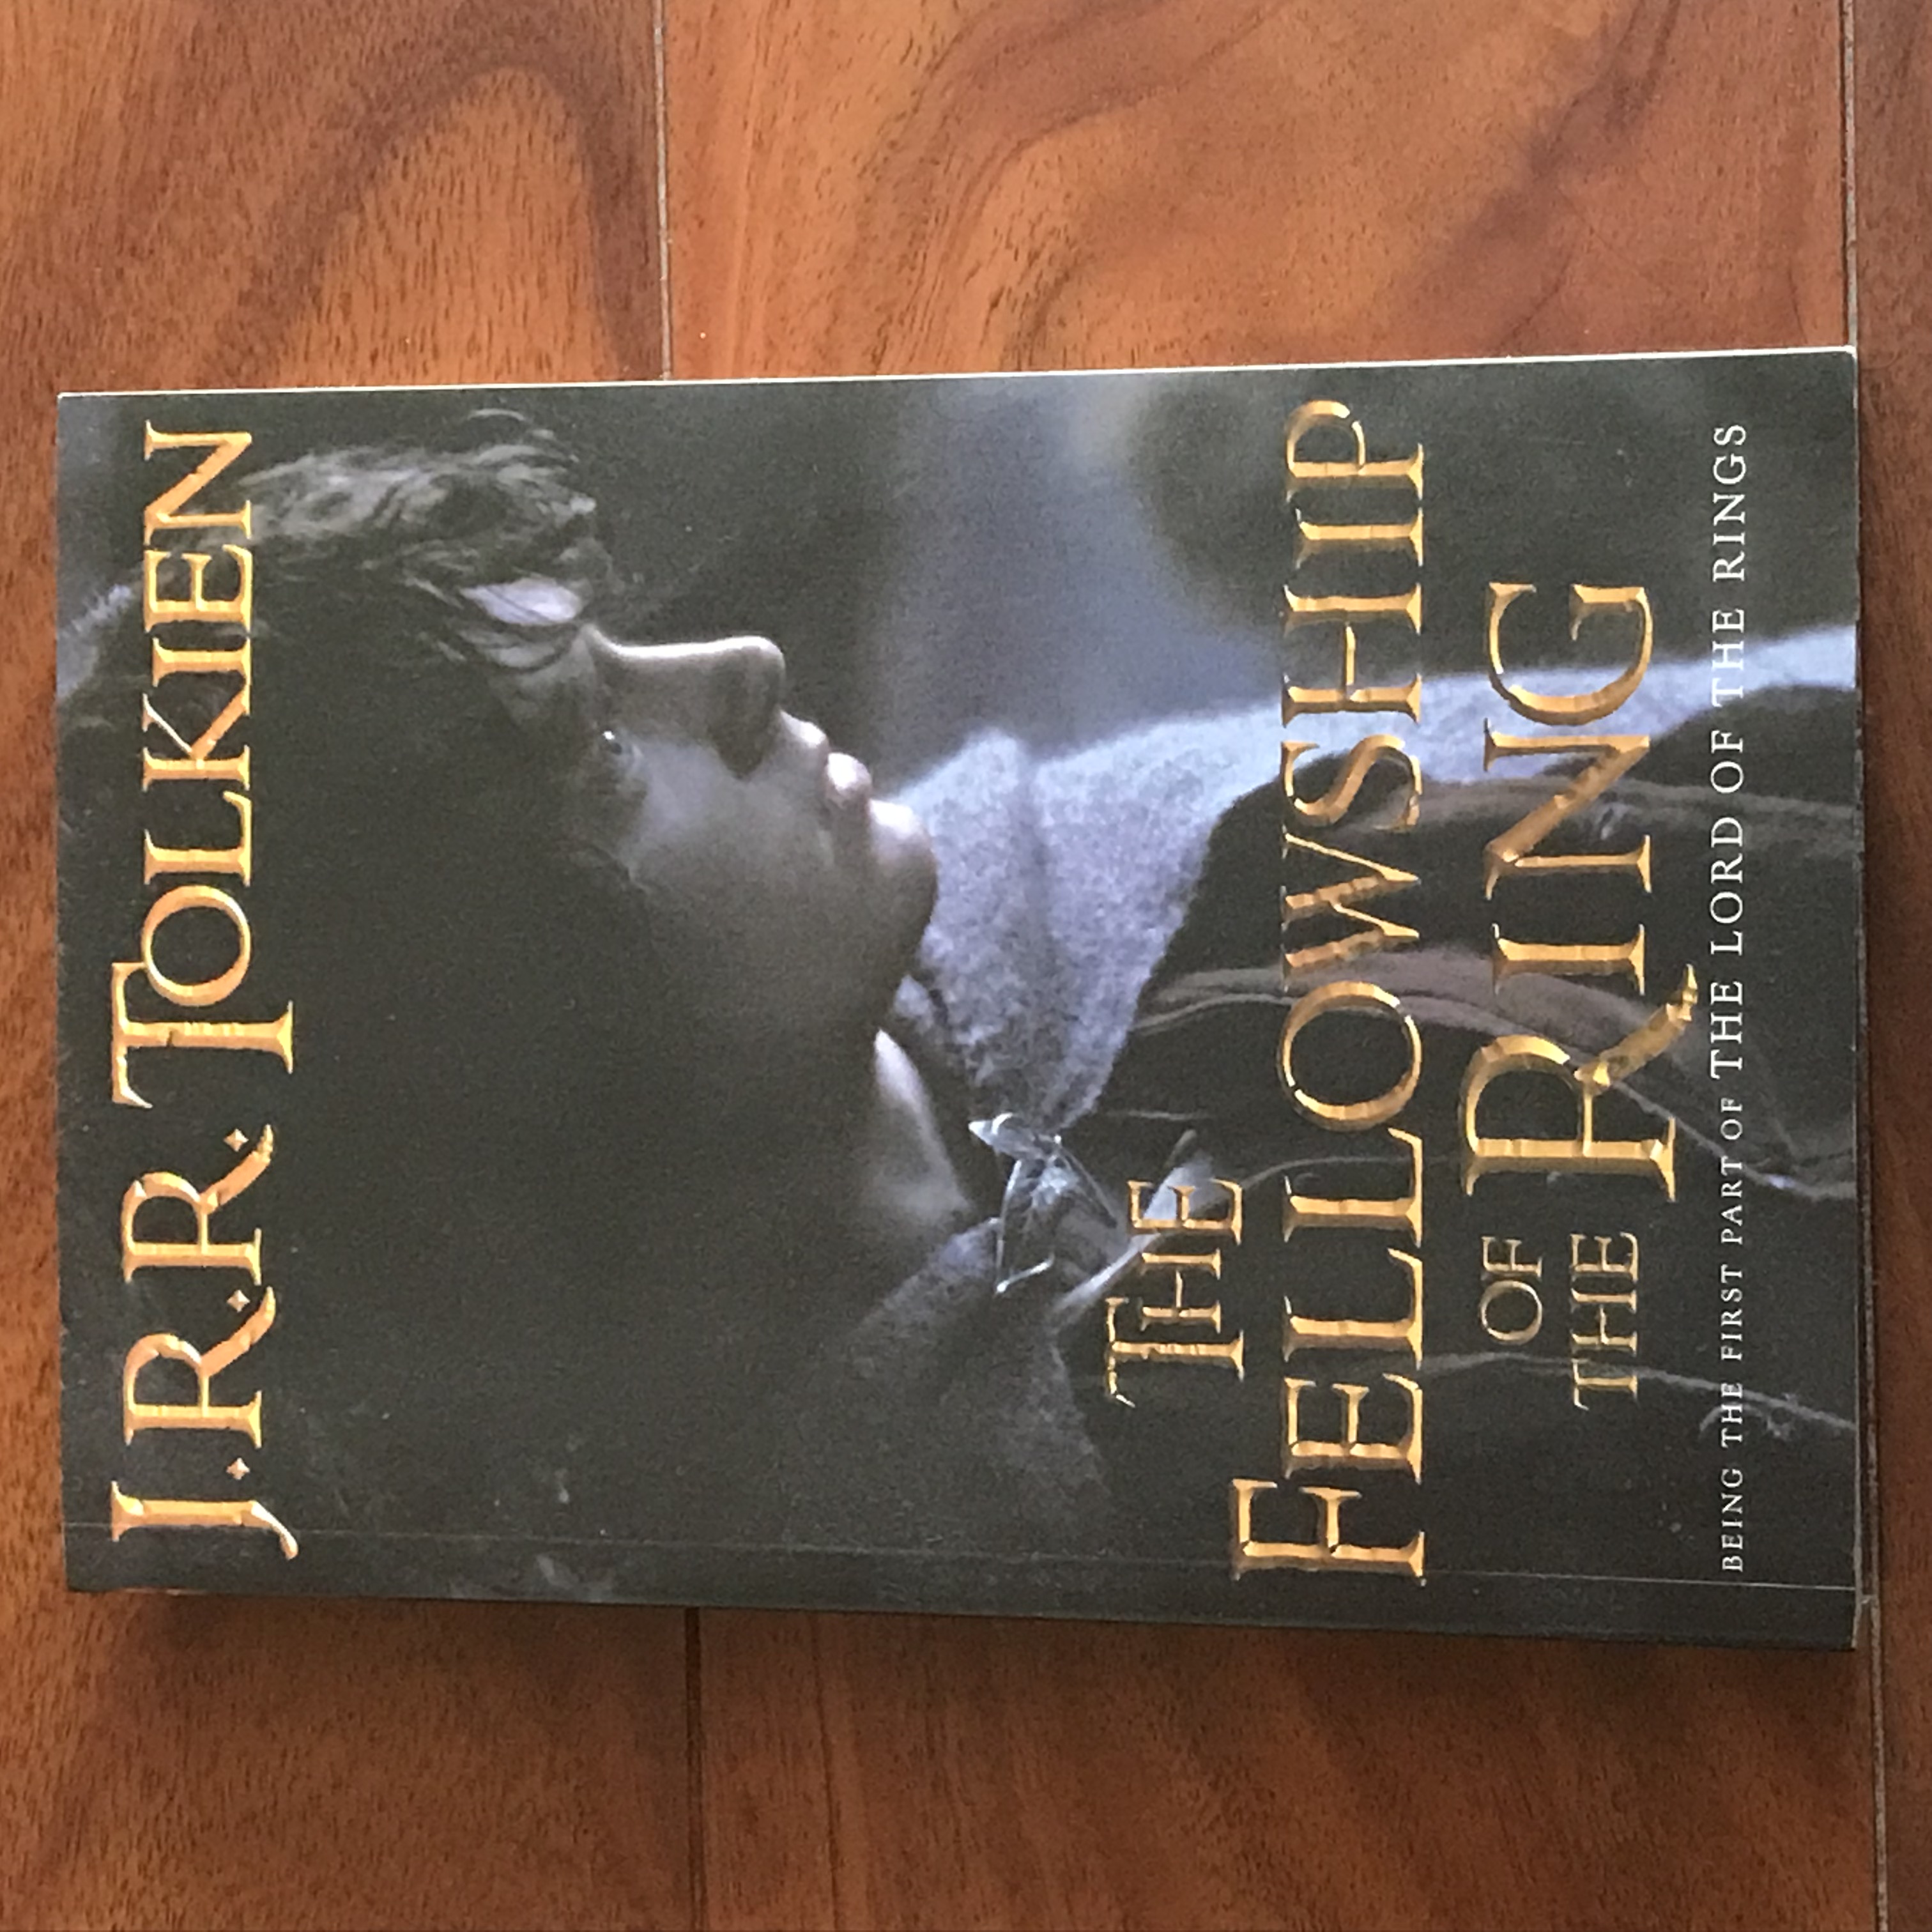 J.R.R. TOLKIEN
THE
FELLOWSHIP
OF
THE
RING
BEING THE FIRST PART OF THE LORD OF THE RINGS